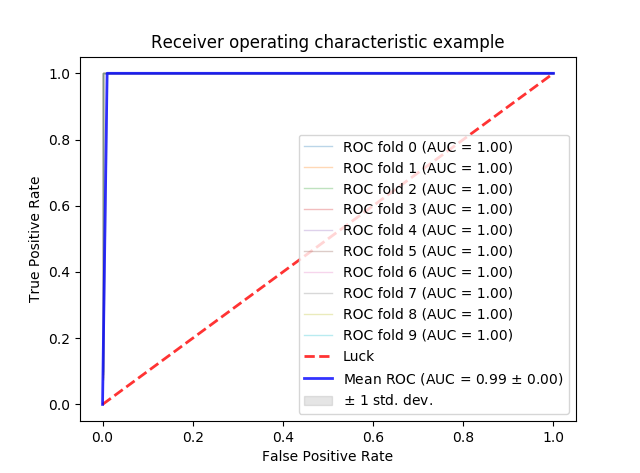 Receiver operating characteristic example
True Positive Rate
1.0
0.8
0.6
0.4
0.2
0.0
ROC fold 0 (AUC = 1.00)
ROC fold 1 (AUC = 1.00)
ROC fold 2 (AUC = 1.00)
ROC fold 3 (AUC = 1.00)
ROC fold 4 (AUC = 1.00)
ROC fold 5 (AUC = 1.00)
ROC fold 6 (AUC = 1.00)
ROC fold 7 (AUC = 1.00)
ROC fold 8 (AUC = 1.00)
ROC fold 9 (AUC = 1.00)
Luck
Mean ROC (AUC = 0.99 ± 0.00)
± 1 std. dev.
0.0 0.2 0.4 0.6 0.8 1.0
False Positive Rate